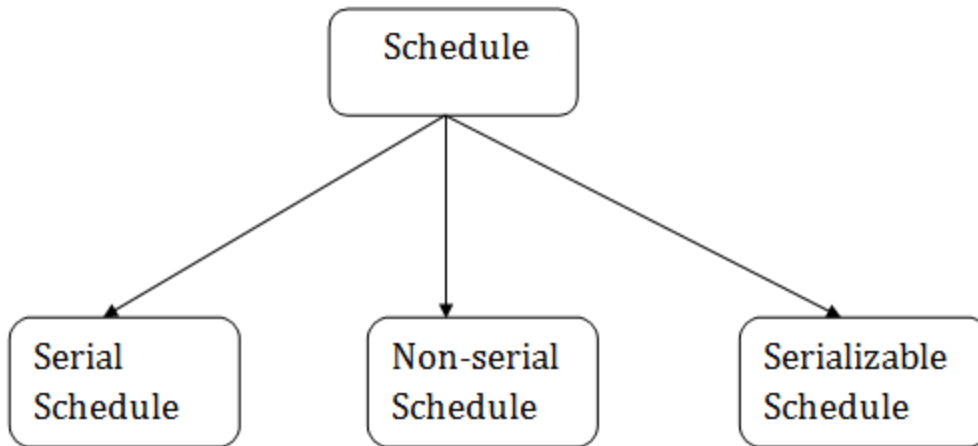 Schedule
Serial
Schedule
Non-serial
Schedule
Serializable
Schedule